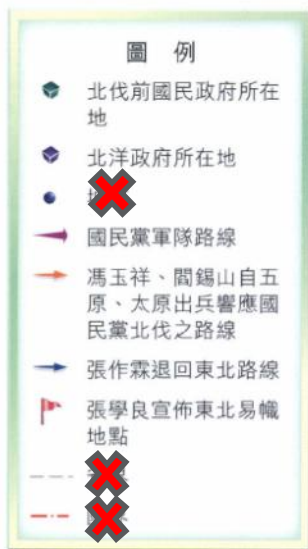 圖 例
北伐前國民政府所在
地
北洋政府所在地
國民黨軍隊路線
馮玉祥、閻錫山自五
原、太原出兵響應國
民黨北伐之路線
張作霖退回東北路線
張學良宣佈東北易幟
地點